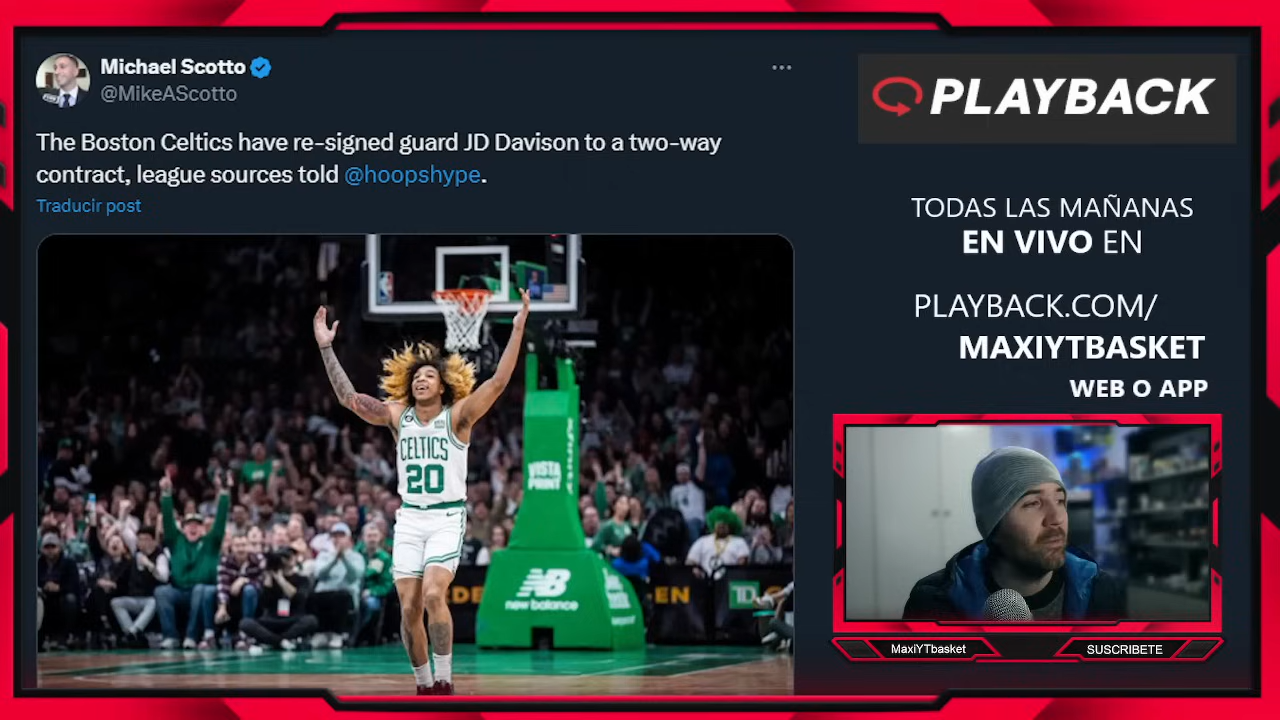 Michael Scotto
@MikeAScotto
The Boston Celtics have re-signed guard JD Davison to a two-way
contract, league sources told @hoopshype.
Traducir post
CELTICS
20
VISTA
PRINT
new balance
EN
TD
PLAYBACK
TODAS LAS MAÑANAS
EN VIVO EN
PLAYBACK.COM/
MAXIYTBASKET
WEB O APP
MaxiYTbasket
SUSCRIBETE